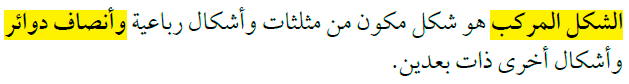 الشكل المركب هو شكل مكون من مثلثات وأشكال رباعية وأنصاف دوائر
وأشكال أخرى ذات بعدين.